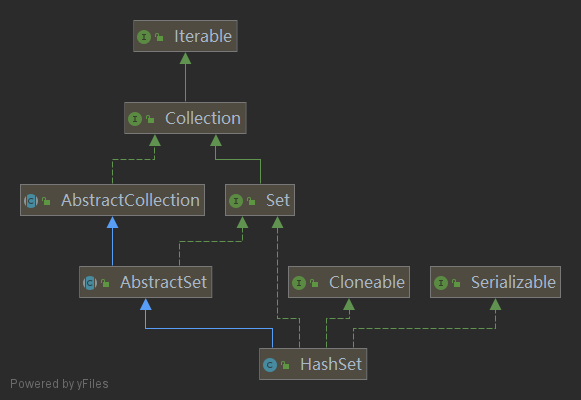 Iterable
Collection
AbstractCollection
Set
AbstractSet
Cloneable
Serializable
HashSet
Powered by yFiles